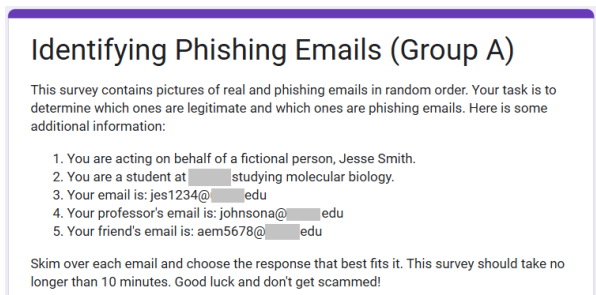 Identifying Phishing Emails (Group A)
This survey contains pictures of real and phishing emails in random order. Your task is to
determine which ones are legitimate and which ones are phishing emails. Here is some
additional information:
1. You are acting on behalf of a fictional person, Jesse Smith.
2. You are a student at studying molecular biology.
3. Your email is: jes1234@ edu
4. Your professor's email is: johnsona@ edu
5. Your friend's email is: aem5678@ edu
Skim over each email and choose the response that best fits it. This survey should take no
longer than 10 minutes. Good luck and don't get scammed!